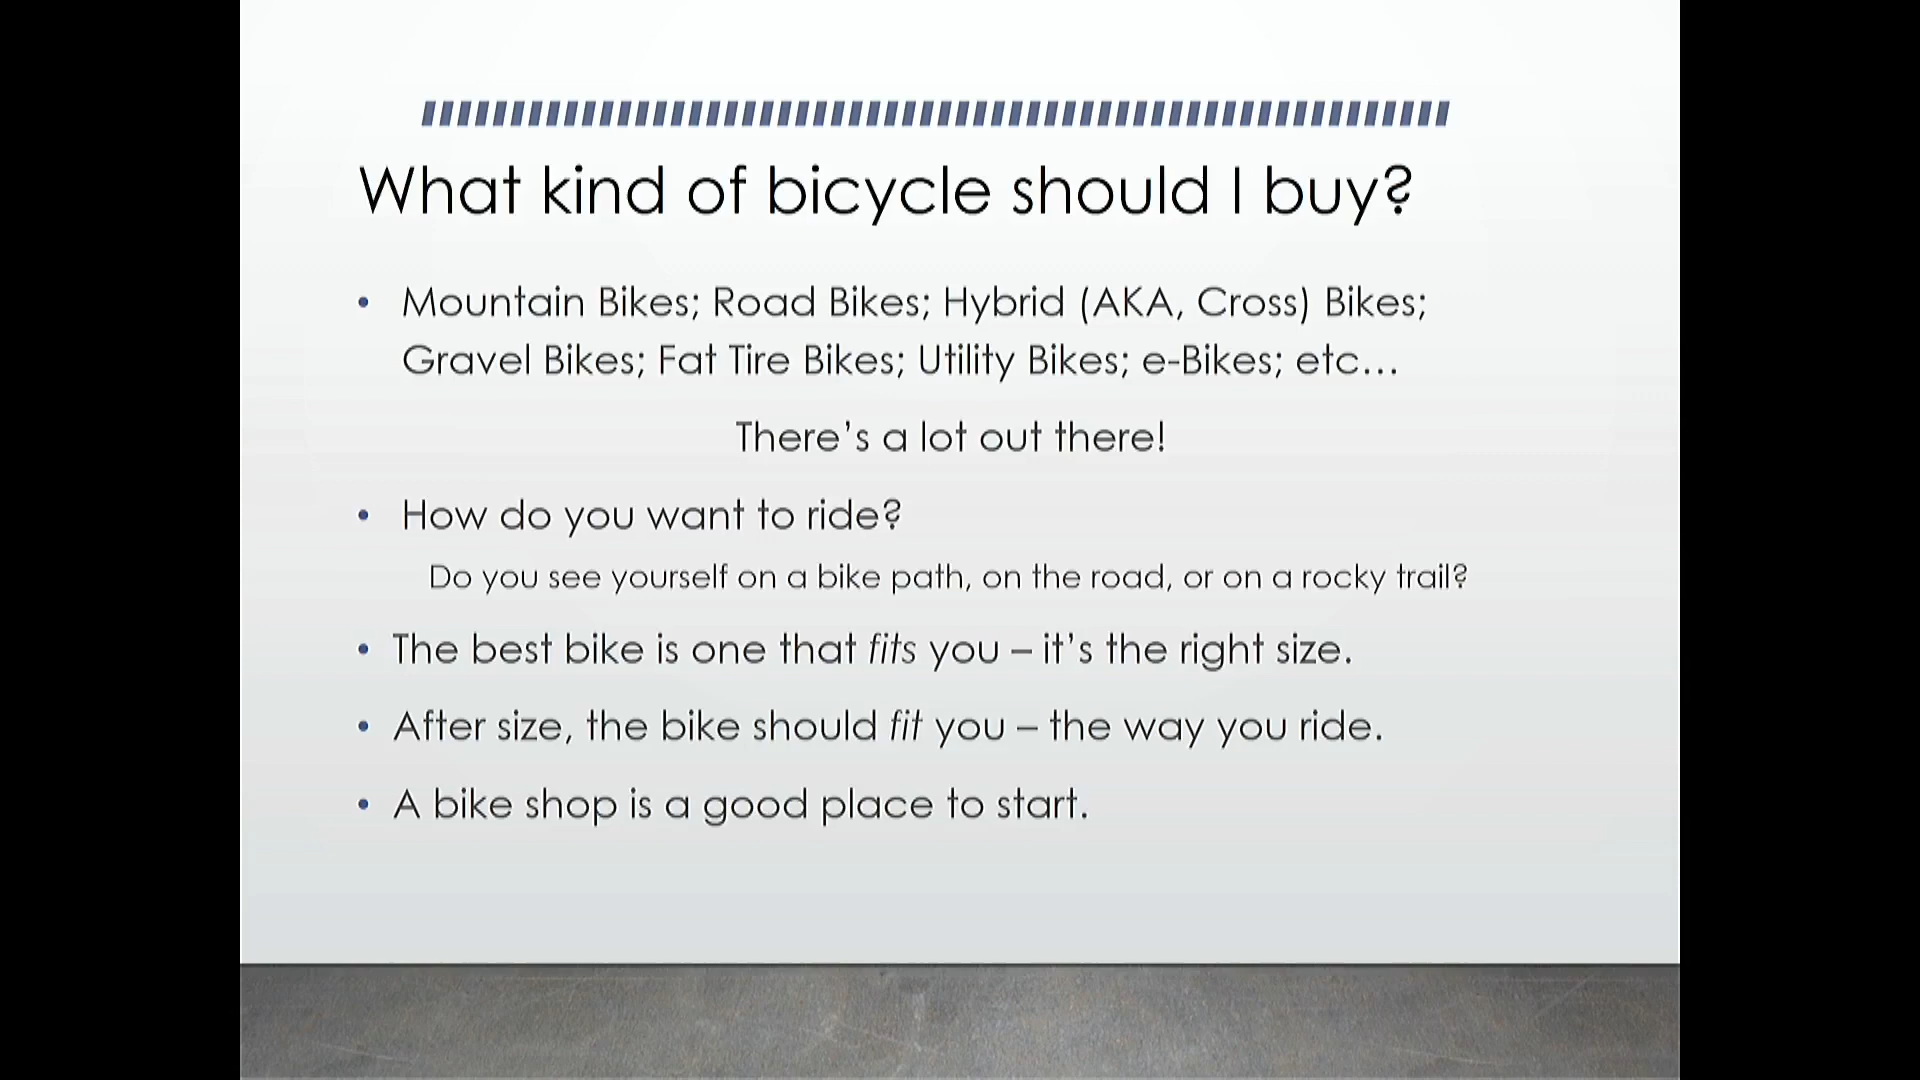 What kind of bicycle should I buy?
• Mountain Bikes; Road Bikes; Hybrid (AKA, Cross) Bikes;
Gravel Bikes; Fat Tire Bikes; Utility Bikes; e-Bikes; etc…
There’s a lot out there!
• How do you want to ride?
Do you see yourself on a bike path, on the road, or on a rocky trail?
• The best bike is one that fits you – it’s the right size.
• After size, the bike should fit you – the way you ride.
• A bike shop is a good place to start.